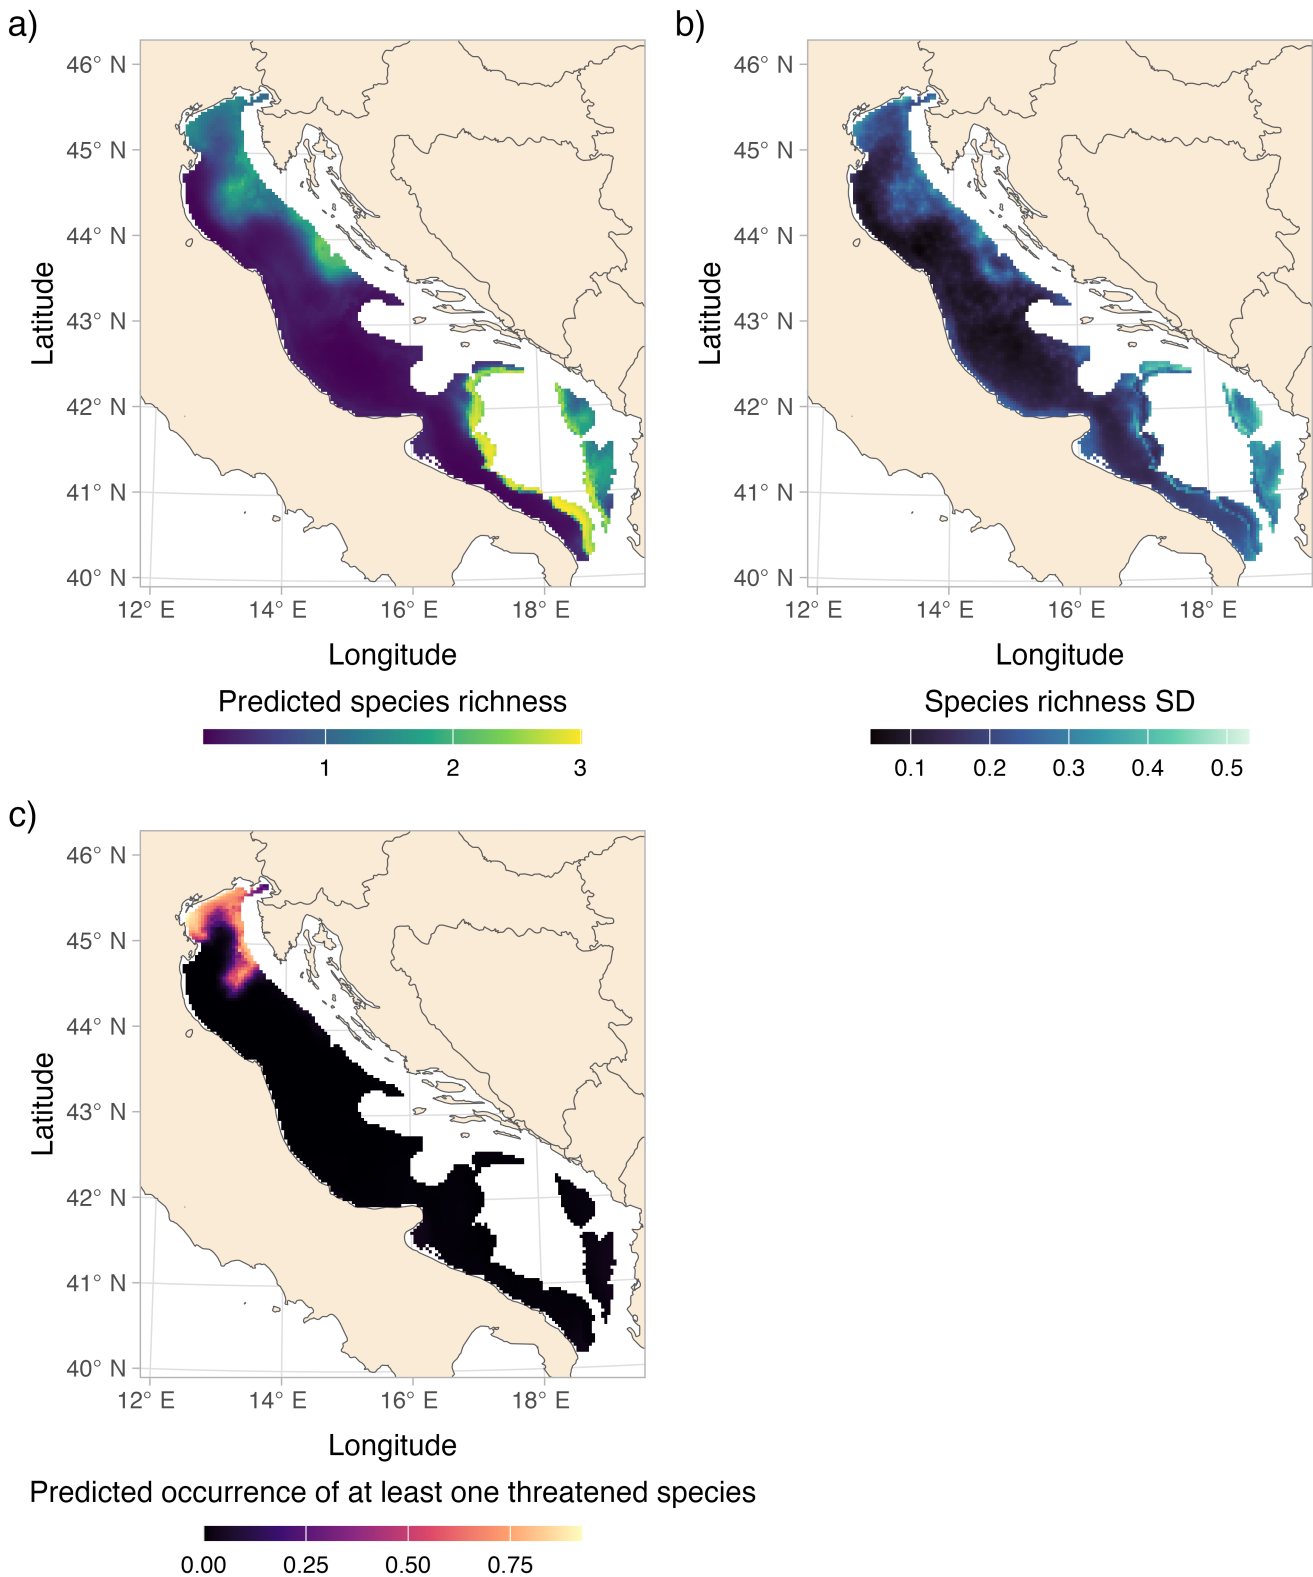 a)
46° N
45° N
44° N
43° N
42° N
41° N
40° N
Latitude
12° E 14° E 16° E 18° E
Longitude
Predicted species richness
1 2 3
b)
46° N
45° N
44° N
43° N
42° N
41° N
40° N
Latitude
12° E 14° E 16° E 18° E
Longitude
Species richness SD
0.1 0.2 0.3 0.4 0.5
c)
46° N
45° N
44° N
43° N
42° N
41° N
40° N
Latitude
12° E 14° E 16° E 18° E
Longitude
Predicted occurrence of at least one threatened species
0.00 0.25 0.50 0.75